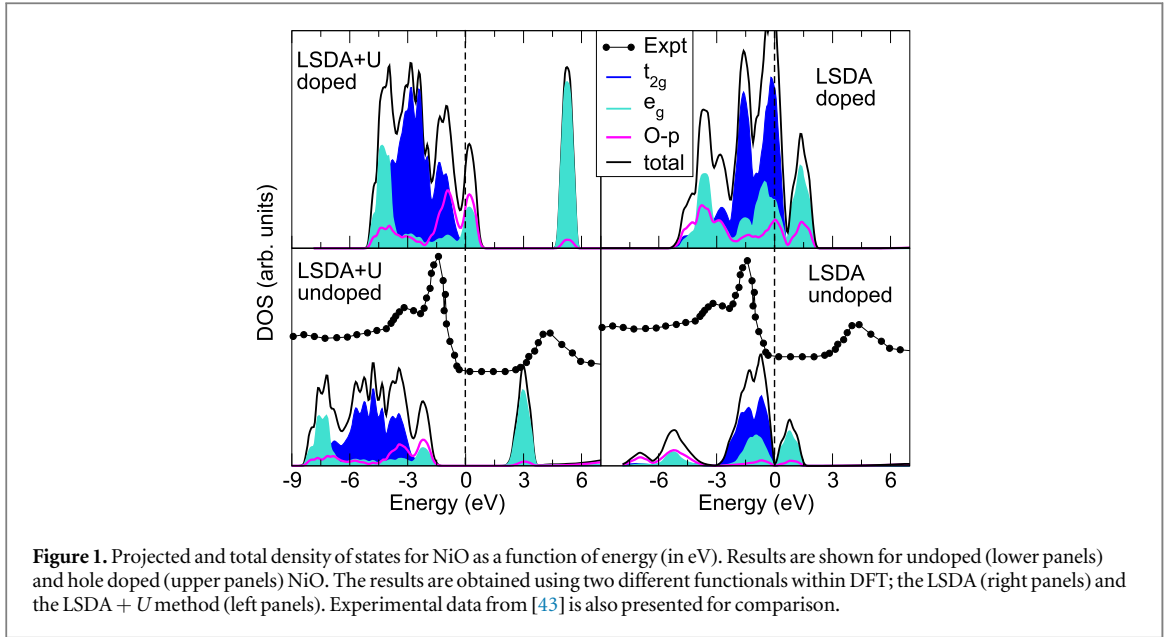 LSDA+U
doped
Expt
t2g
eg
O-p
total
LSDA
doped
DOS (arb. units)
LSDA+U
undoped
LSDA
undoped
-9 -6 -3 0 3 6
-6 -3 0 3 6
Energy (eV)
Energy (eV)
Figure 1. Projected and total density of states for NiO as a function of energy (in eV). Results are shown for undoped (lower panels)
and hole doped (upper panels) NiO. The results are obtained using two different functionals within DFT; the LSDA (right panels) and
the LSDA + U method (left panels). Experimental data from [43] is also presented for comparison.